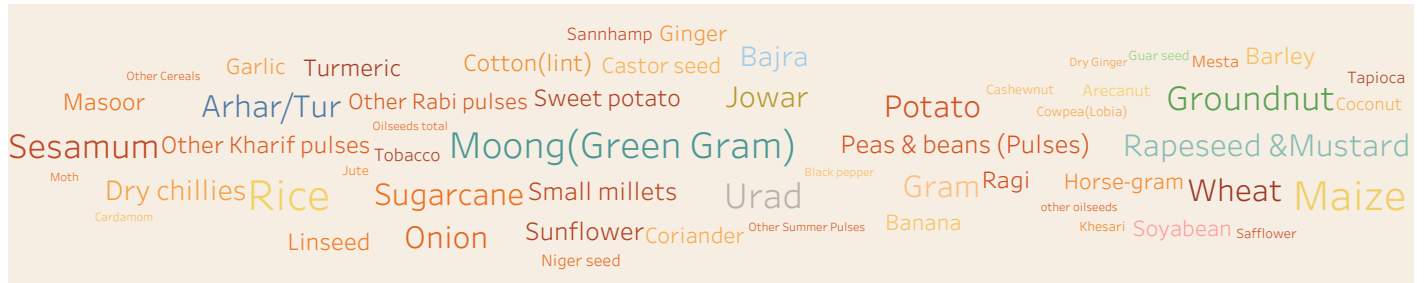 Sannhamp Ginger
Other Cereals Garlic Turmeric Cotton(lint) Castor seed Bajra Dry Ginger Guar seed Mesta Barley
Masoor Arhar/Tur Other Rabi pulses Sweet potato Jowar Potato Cashewnut Arecanut Groundnut Tapioca
Oilseeds total Cowpea(Lobia) Coconut
Sesamum Other Kharif pulses Tobacco Moong(Green Gram) Peas & beans (Pulses) Rapeseed &Mustard
Moth Jute Black pepper
Dry chillies Rice Sugarcane Small millets Urad Gram Ragi Horse-gram Wheat Maize
Cardamom other oilseeds
Linseed Onion Sunflower Coriander Other Summer Pulses Banana Khesari Soyabean Safflower
Niger seed